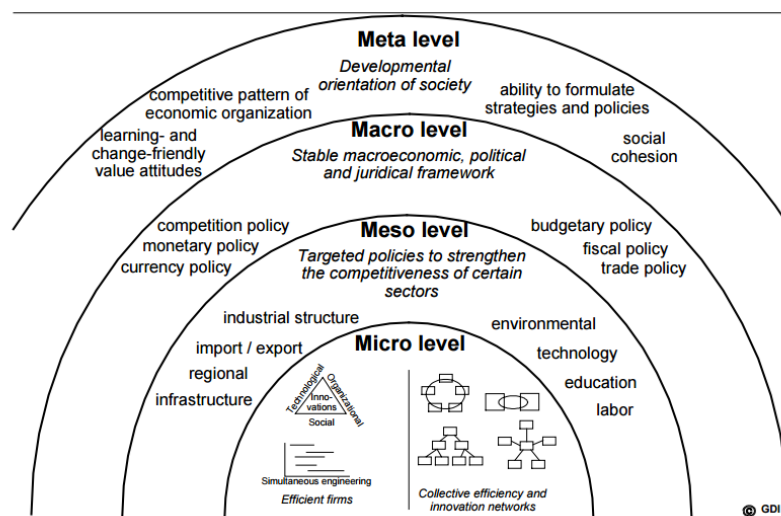 Meta level
Developmental
orientation of society
competitive pattern of
economic organization
learning- and
change-friendly
value attitudes
ability to formulate
strategies and policies
social
cohesion
Macro level
Stable macroeconomic, political
and juridical framework
competition policy
monetary policy
currency policy
budgetary policy
fiscal policy
trade policy
Meso level
Targeted policies to strengthen
the competitiveness of certain
sectors
industrial structure
import / export
regional
infrastructure
environmental
technology
education
labor
Micro level
Technological
Organizational
Inno-
vations
Social
Simultaneous engineering
Efficient firms
Collective efficiency and
innovation networks
© GDI